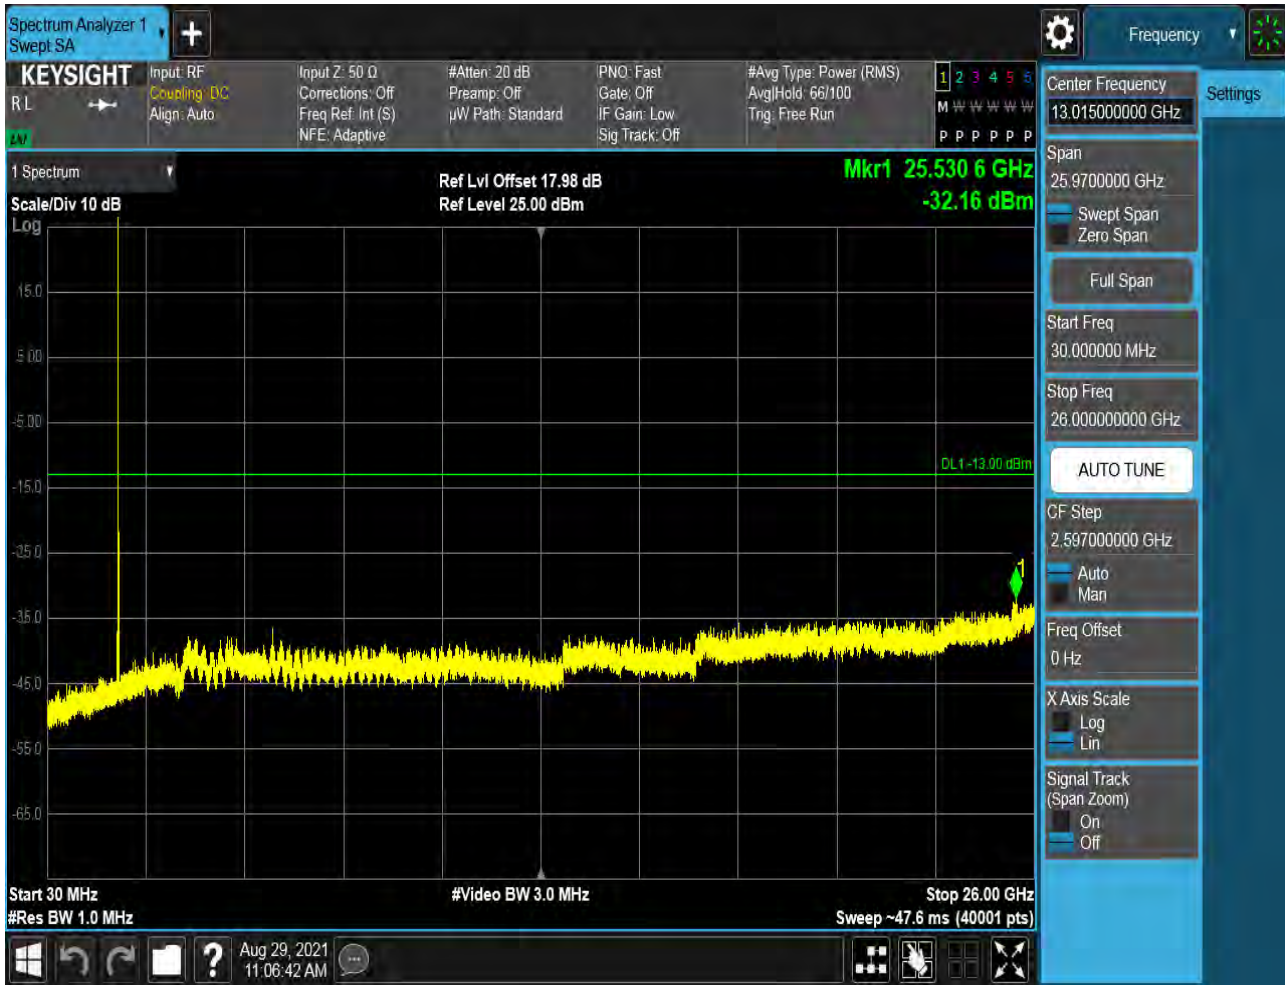 Spectrum Analyzer 1
Swept SA
Frequency
KEYSIGHT
R L
LNI
Input: RF
Coupling: DC
Align: Auto
Input Z: 50 Ω
Corrections: Off
Freq Ref: Int (S)
NFE: Adaptive
#Atten: 20 dB
Preamp: Off
µW Path: Standard
PNO: Fast
Gate: Off
IF Gain: Low
Sig Track: Off
#Avg Type: Power (RMS)
Avg|Hold: 66/100
Trig: Free Run
1 2 3 4 5 6
M W W W W W
P P P P P P
1 Spectrum
Scale/Div 10 dB
Log
Ref Lvl Offset 17.98 dB
Ref Level 25.00 dBm
Mkr1 25.530 6 GHz
-32.16 dBm
15.0
5.00
-5.00
DL1 -13.00 dBm
-15.0
-25.0
1
-35.0
-45.0
-55.0
-65.0
Start 30 MHz
#Video BW 3.0 MHz
Stop 26.00 GHz
#Res BW 1.0 MHz
Sweep ~47.6 ms (40001 pts)
?
Aug 29, 2021
11:06:42 AM
Center Frequency
13.015000000 GHz
Settings
Span
25.9700000 GHz
Swept Span
Zero Span
Full Span
Start Freq
30.000000 MHz
Stop Freq
26.000000000 GHz
AUTO TUNE
CF Step
2.597000000 GHz
Auto
Man
Freq Offset
0 Hz
X Axis Scale
Log
Lin
Signal Track
(Span Zoom)
On
Off